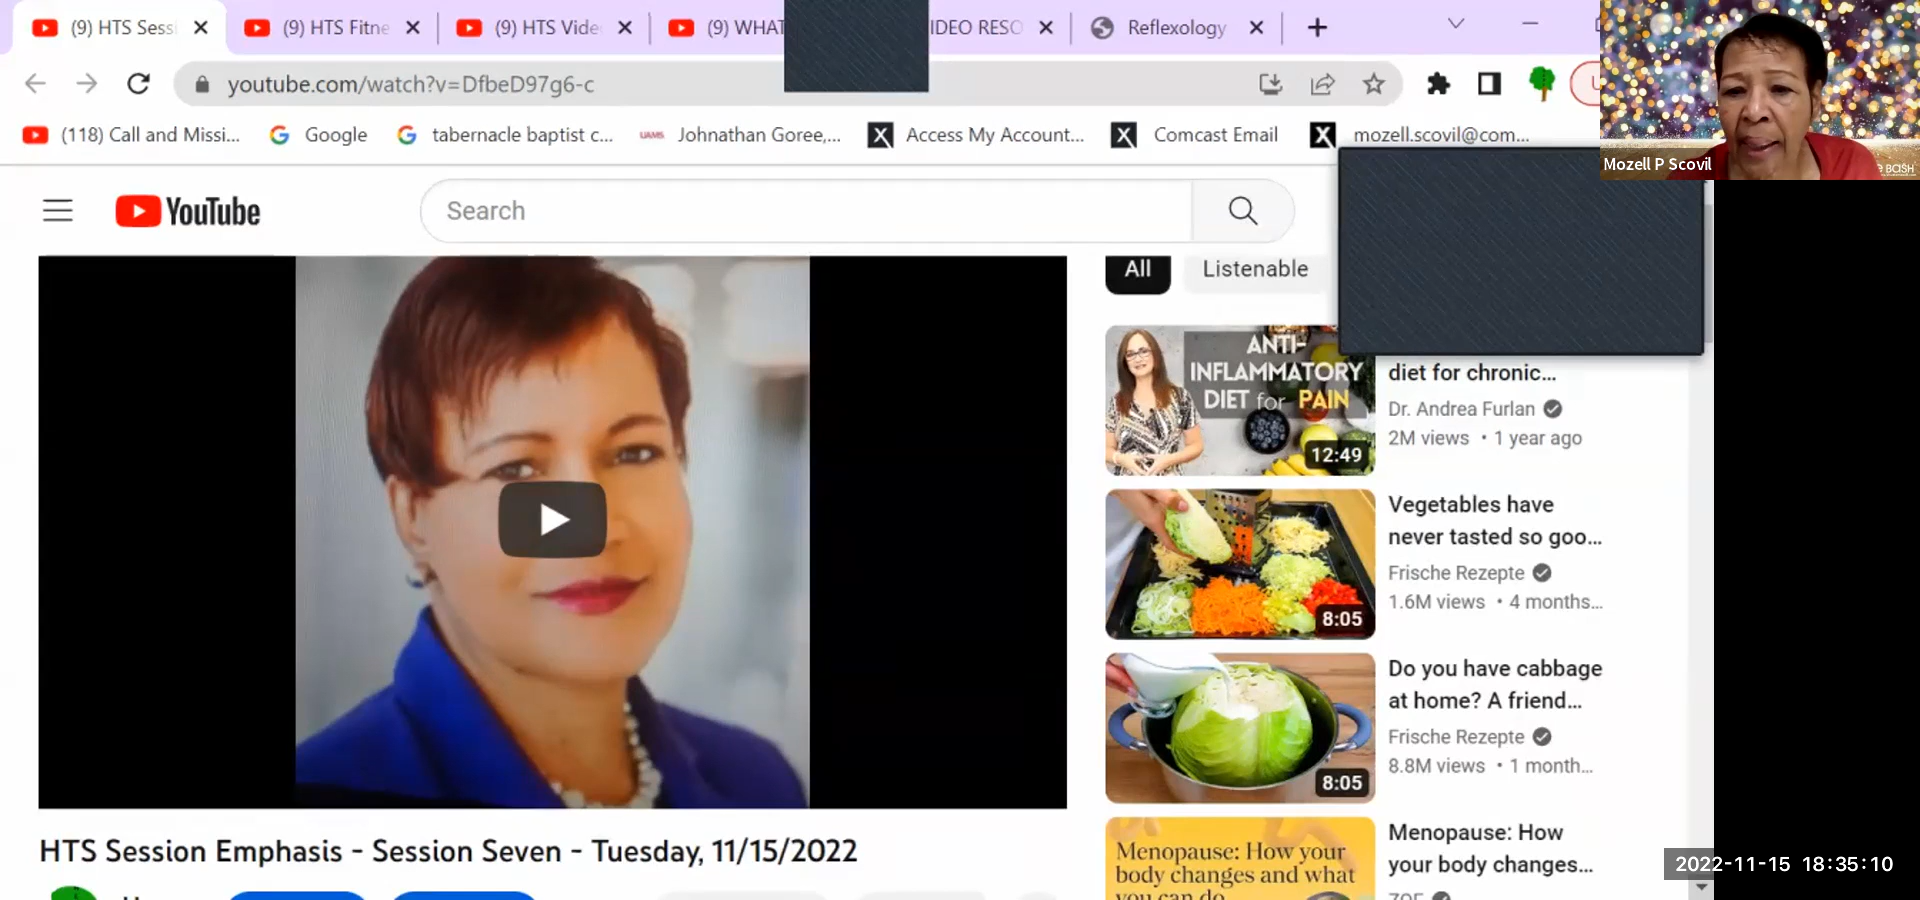 (9) HTS Sess
(9) HTS Fitne
(9) HTS Vide
(9) WHAT
IDEO RESO
Reflexology
youtube.com/watch?v=DfbeD97g6-c
(118) Call and Missi...
Google
tabernacle baptist c...
UAMS
Johnathan Goree,...
Access My Account...
Comcast Email
mozell.scovil@com...
Mozell P Scovil
YouTube
Search
All
Listenable
ANTI-
INFLAMMATORY
DIET for PAIN
12:49
diet for chronic...
Dr. Andrea Furlan
2M views • 1 year ago
8:05
Vegetables have
never tasted so goo...
Frische Rezepte
1.6M views • 4 months...
8:05
Do you have cabbage
at home? A friend...
Frische Rezepte
8.8M views • 1 month...
Menopause: How your
body changes and what
you can do
Menopause: How
your body changes...
ZOE
HTS Session Emphasis - Session Seven - Tuesday, 11/15/2022
2022-11-15 18:35:10